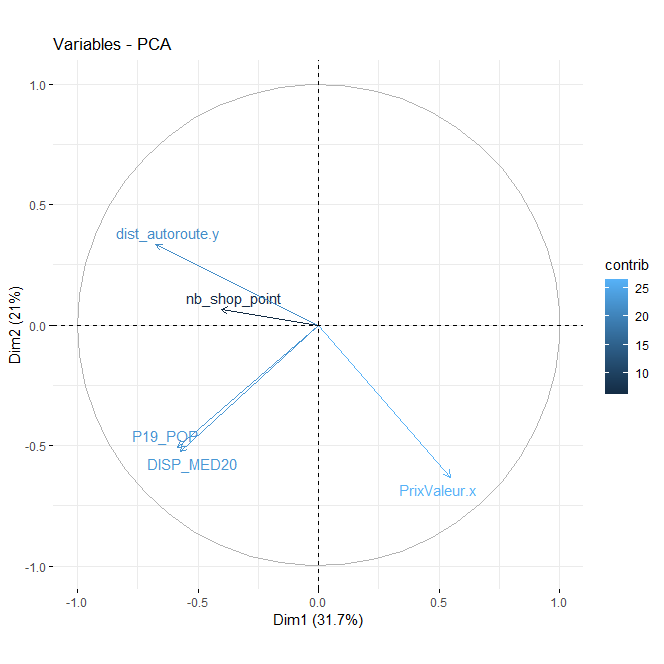 Variables - PCA
1.0
0.5
0.0
-0.5
-1.0
Dim2 (21%)
dist_autoroute.y
nb_shop_point
P19_POP
DISP_MED20
PrixValeur.x
-1.0
-0.5
0.0
0.5
1.0
Dim1 (31.7%)
contrib
25
20
15
10